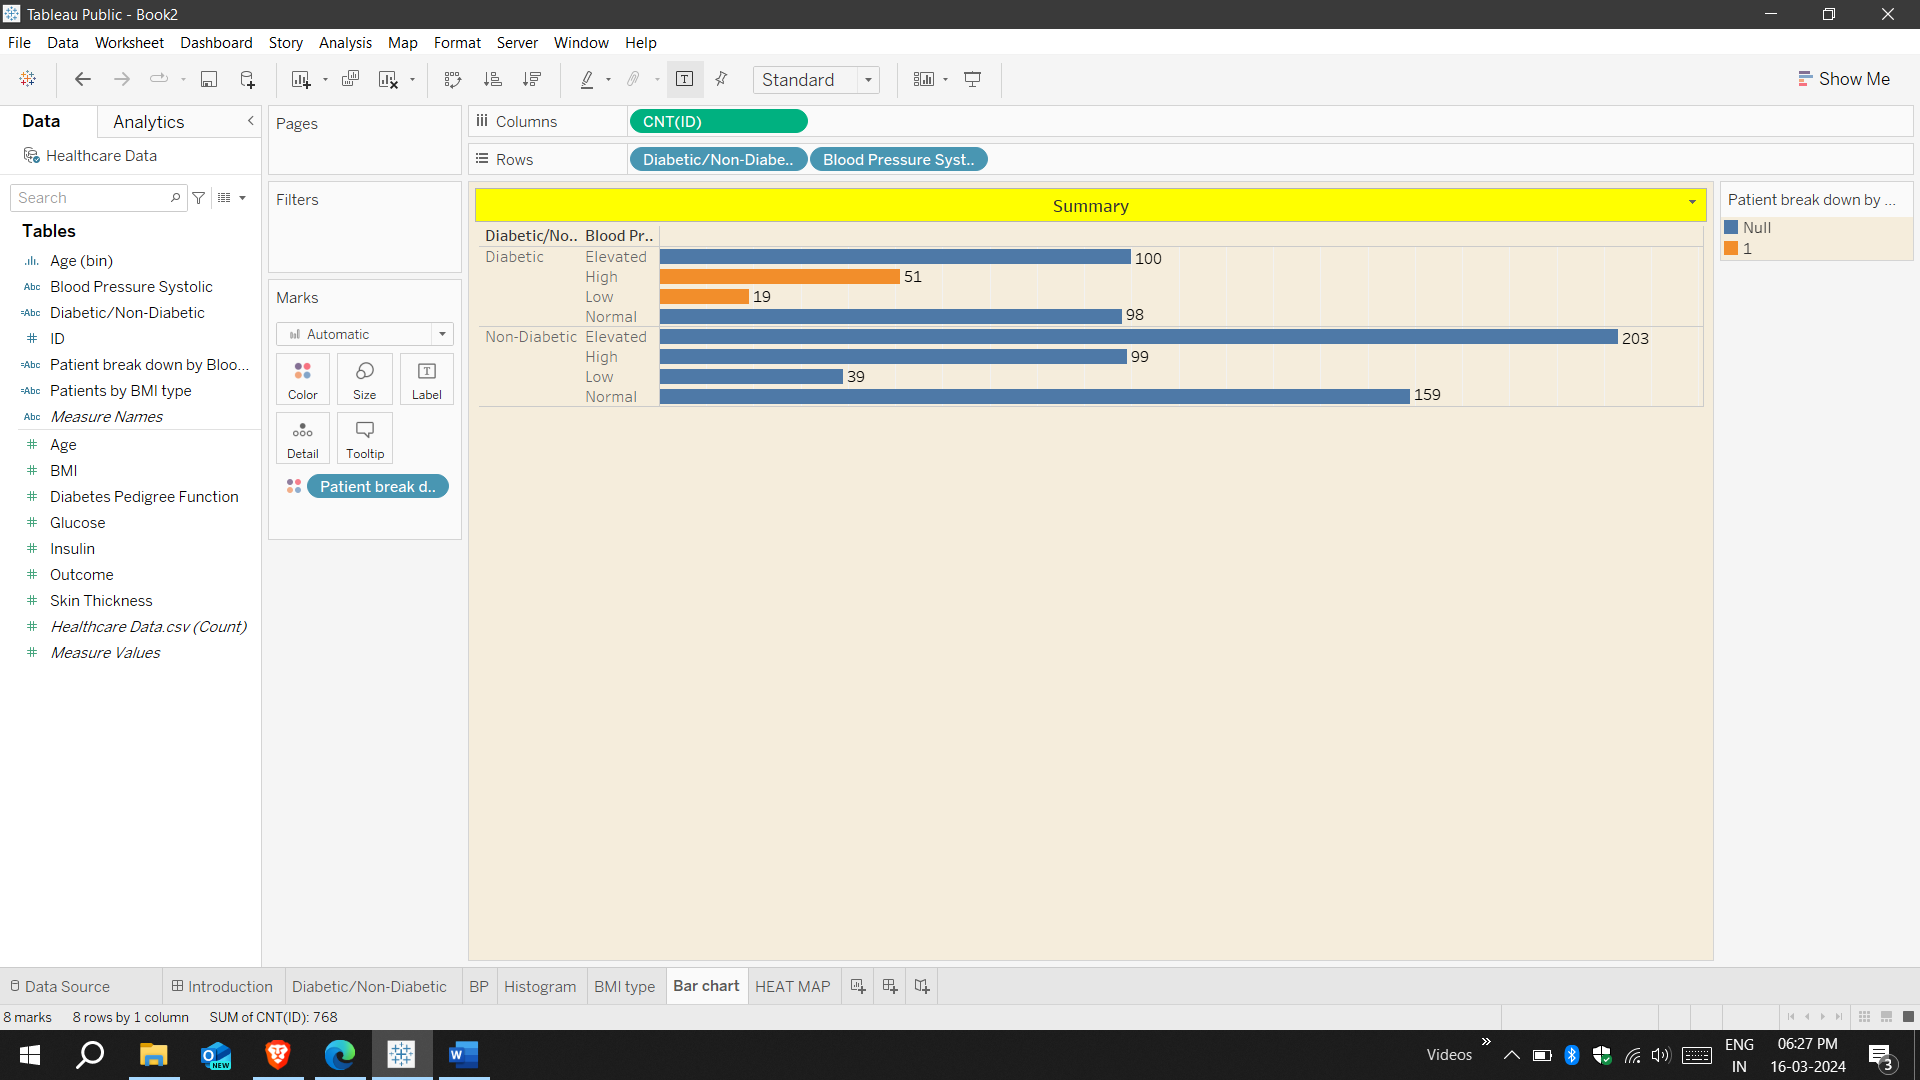 Tableau Public - Book2
File Data Worksheet Dashboard Story Analysis Map Format Server Window Help
Standard
Show Me
Data
Analytics
Healthcare Data
Search
Tables
Age (bin)
Abc Blood Pressure Systolic
=Abc Diabetic/Non-Diabetic
# ID
=Abc Patient break down by Bloo...
=Abc Patients by BMI type
Abc Measure Names
# Age
# BMI
# Diabetes Pedigree Function
# Glucose
# Insulin
# Outcome
# Skin Thickness
# Healthcare Data.csv (Count)
# Measure Values
Pages
Filters
Marks
Automatic
Color
Size
Label
Detail
Tooltip
Patient break d..
Columns
CNT(ID)
Rows
Diabetic/Non-Diabe..
Blood Pressure Syst..
Summary
Diabetic/No.. Blood Pr..
Diabetic Elevated 100
High 51
Low 19
Normal 98
Non-Diabetic Elevated 203
High 99
Low 39
Normal 159
Patient break down by ...
Null
1
Data Source
Introduction
Diabetic/Non-Diabetic
BP
Histogram
BMI type
Bar chart
HEAT MAP
8 marks 8 rows by 1 column SUM of CNT(ID): 768
NEW
Videos
ENG
IN
06:27 PM
16-03-2024
3